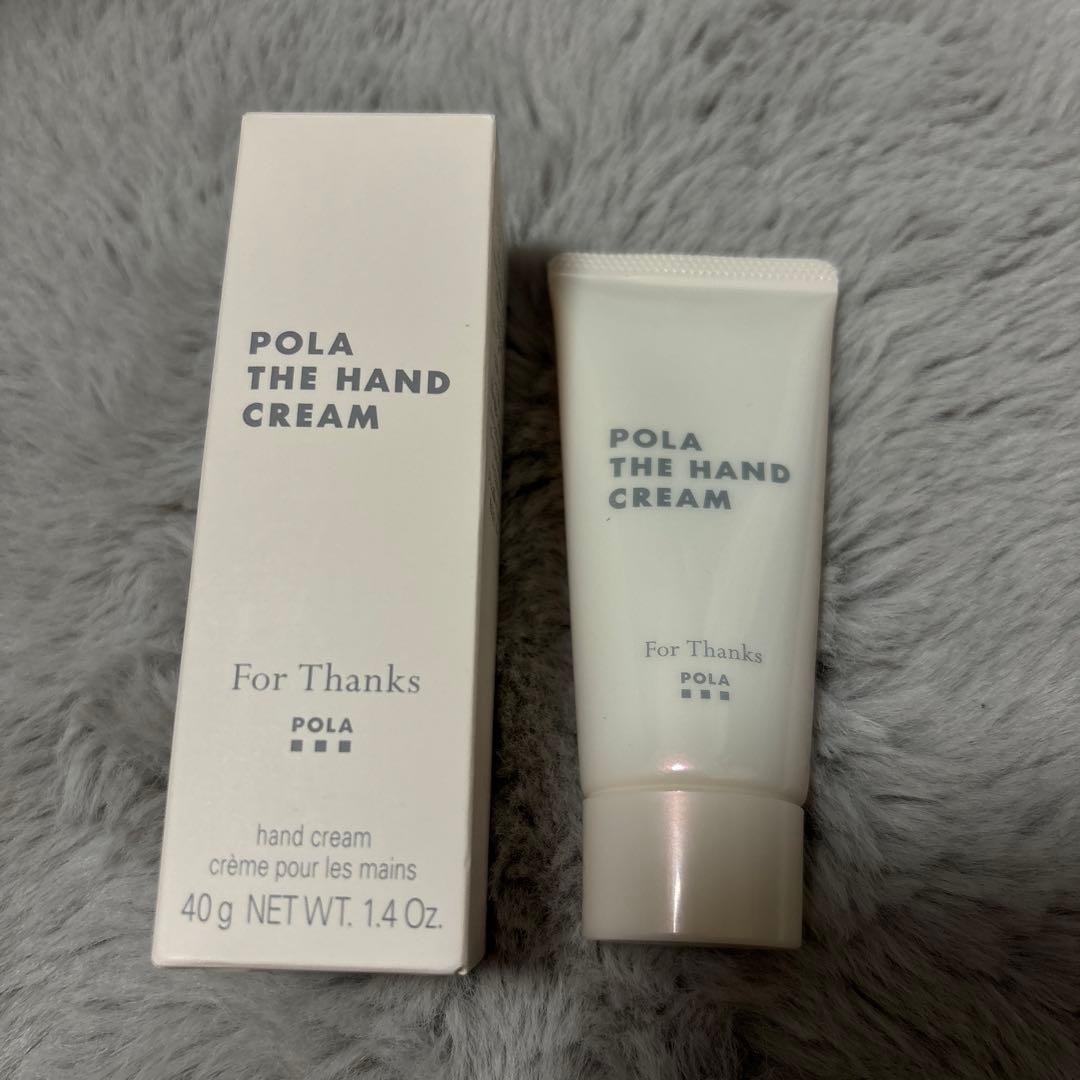 POLA
THE HAND
CREAM
For Thanks
POLA
hand cream
crème pour les mains
40 g NET WT. 1.4 Oz.
POLA
THE HAND
CREAM
For Thanks
POLA